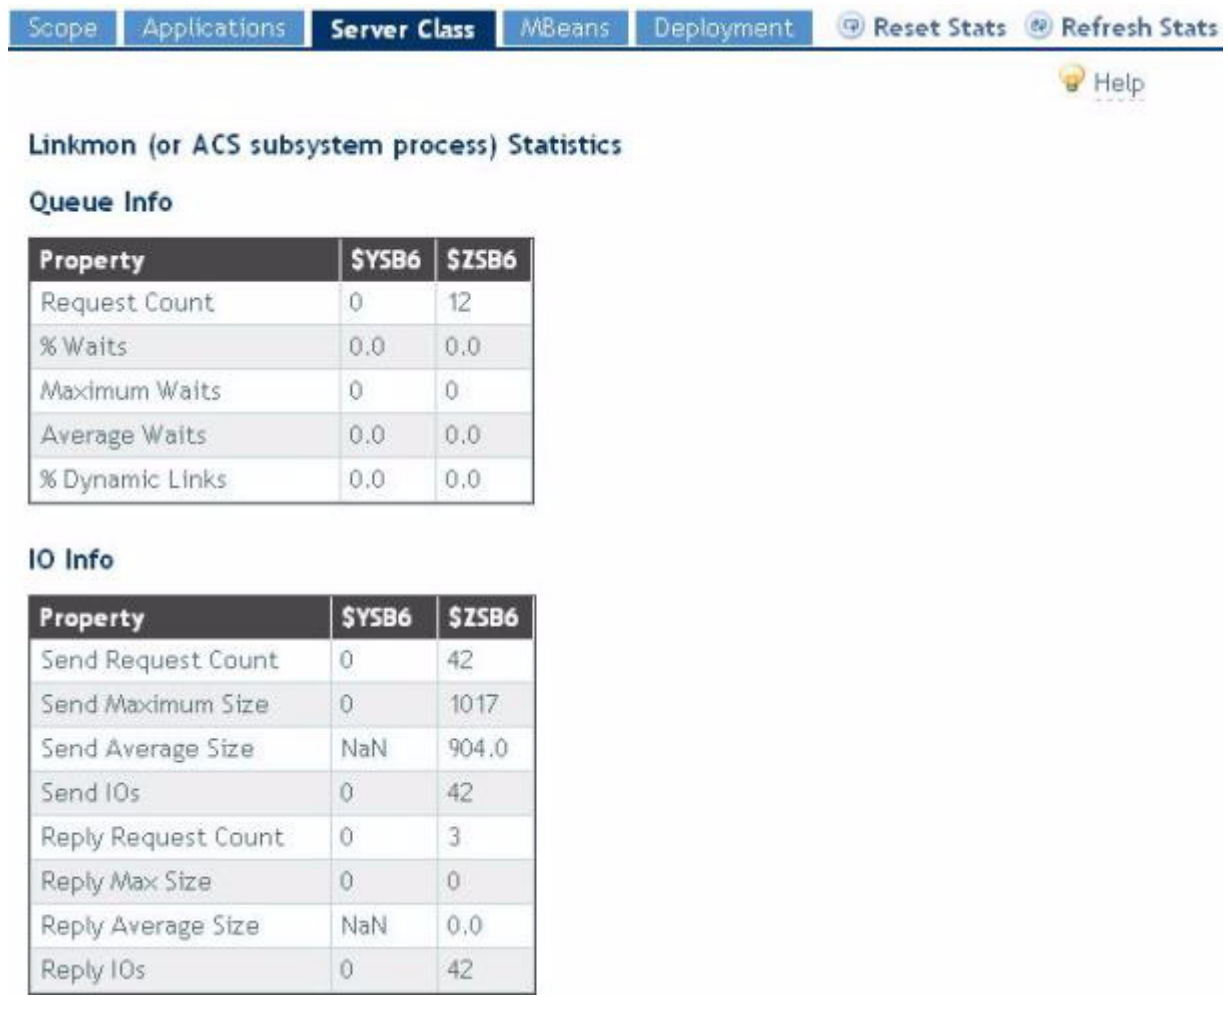 Scope Applications Server Class MBeans Deployment Reset Stats Refresh Stats
Help
Linkmon (or ACS subsystem process) Statistics
Queue Info
Property $YSB6 $ZSB6
Request Count 0 12
% Waits 0.0 0.0
Maximum Waits 0 0
Average Waits 0.0 0.0
% Dynamic Links 0.0 0.0
IO Info
Property $YSB6 $ZSB6
Send Request Count 0 42
Send Maximum Size 0 1017
Send Average Size NaN 904.0
Send IOs 0 42
Reply Request Count 0 3
Reply Max Size 0 0
Reply Average Size NaN 0.0
Reply IOs 0 42